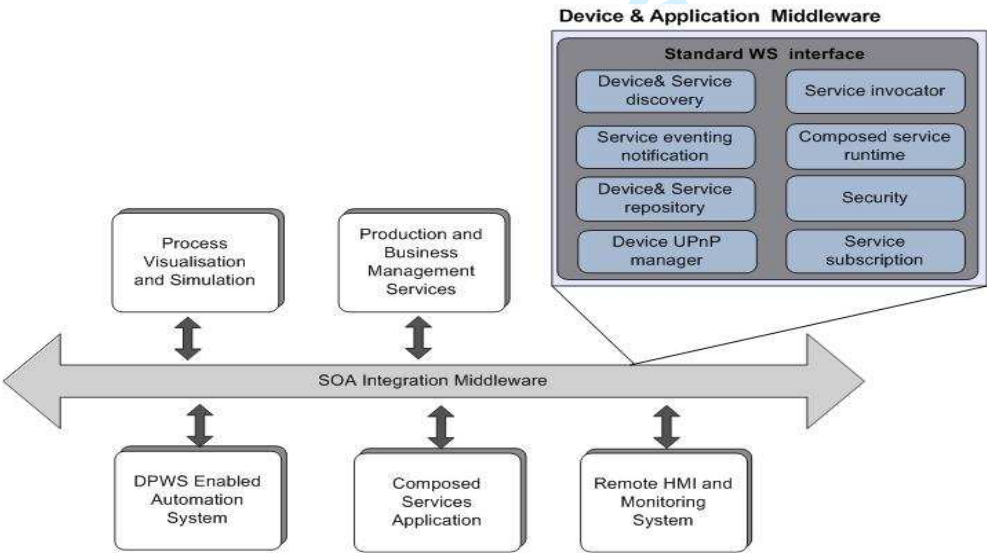 Device & Application Middleware
Standard WS interface
Device& Service
discovery
Service invocator
Service eventing
notification
Composed service
runtime
Device& Service
repository
Security
Device UPnP
manager
Service
subscription
Process
Visualisation
and Simulation
Production and
Business
Management
Services
SOA Integration Middleware
DPWS Enabled
Automation
System
Composed
Services
Application
Remote HMI and
Monitoring
System